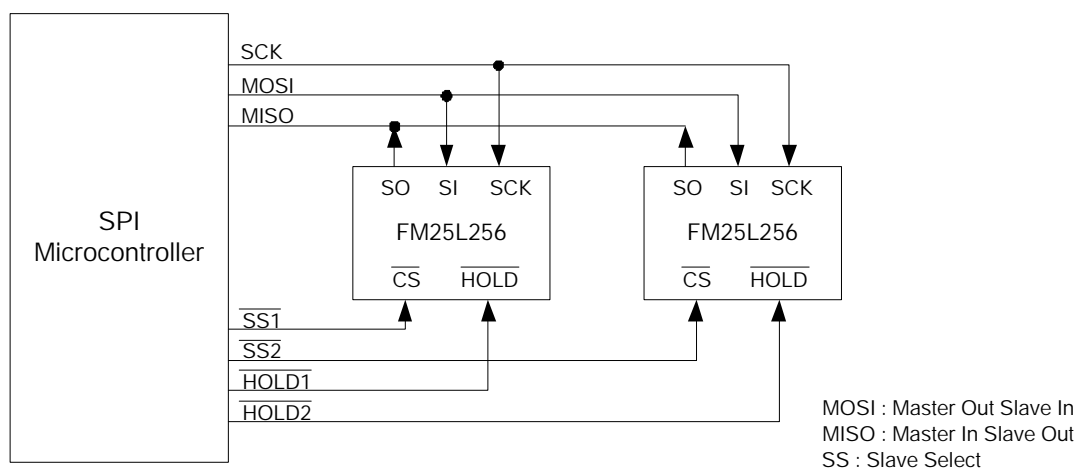 SCK
MOSI
MISO
SO SI SCK
FM25L256
CS HOLD
SO SI SCK
FM25L256
CS HOLD
SPI
Microcontroller
SS1
SS2
HOLD1
HOLD2
MOSI : Master Out Slave In
MISO : Master In Slave Out
SS : Slave Select